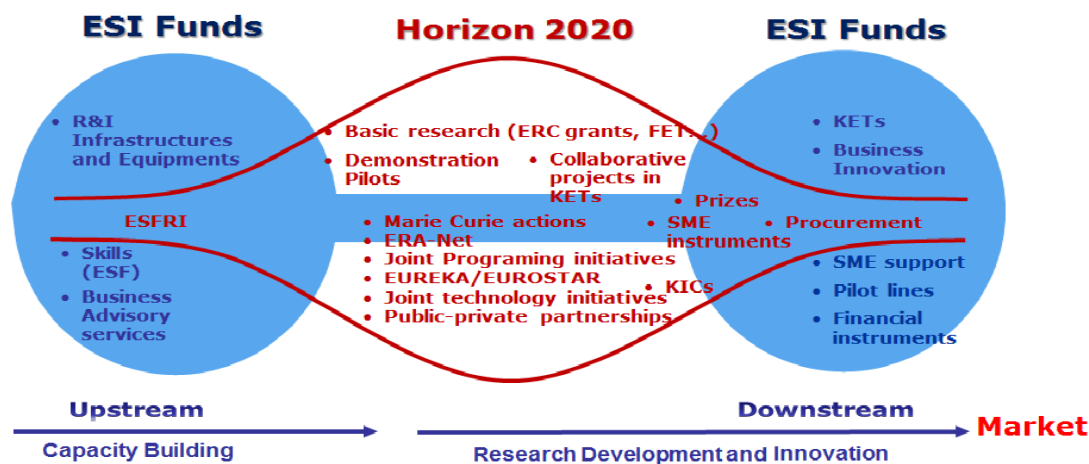 ESI Funds
Horizon 2020
ESI Funds
• R&I
Infrastructures
and Equipments
ESFRI
• Skills
(ESF)
• Business
Advisory
services
• Basic research (ERC grants, FET...)
• Demonstration
Pilots
• Collaborative
projects in
KETs
• Marie Curie actions
• ERA-Net
• Joint Programing initiatives
• EUREKA/EUROSTAR
• Joint technology initiatives
• Public-private partnerships
• Prizes
• SME
instruments
• Procurement
• KICs
• KETs
• Business
Innovation
• SME support
• Pilot lines
• Financial
instruments
Upstream
Downstream
Market
Capacity Building
Research Development and Innovation